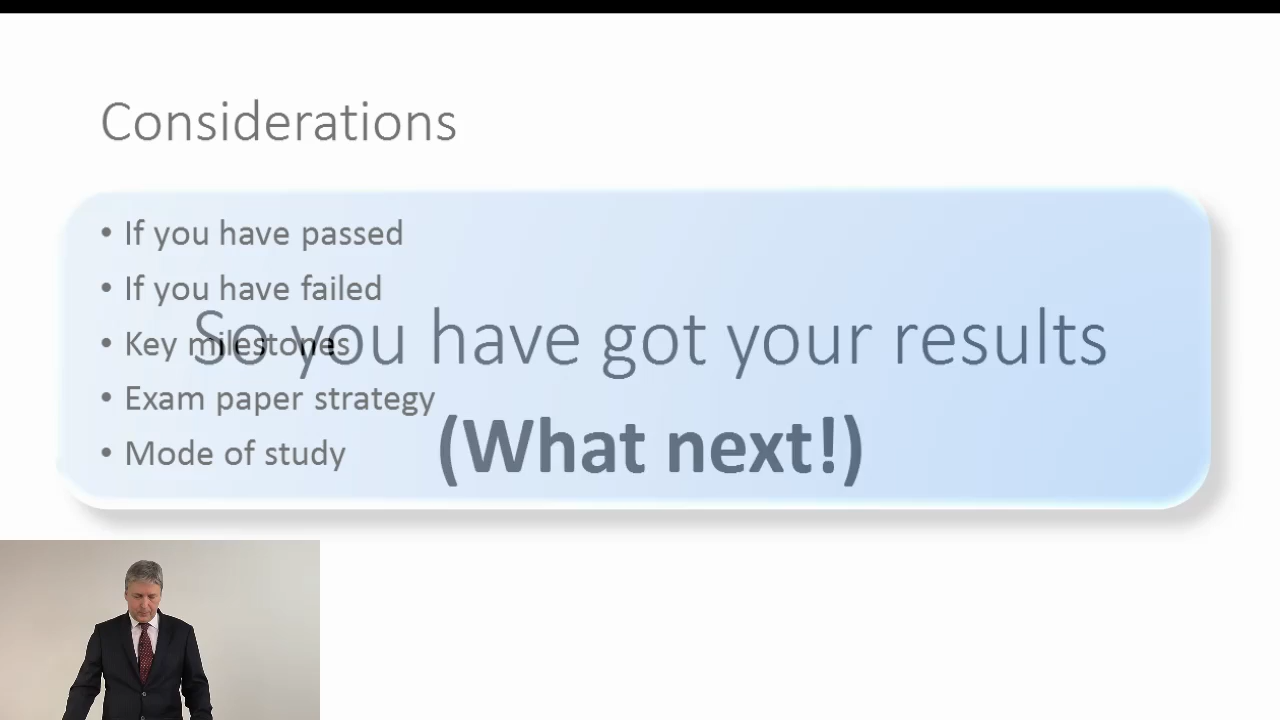 Considerations
• If you have passed
• If you have failed
• Key milestones
• Exam paper strategy
• Mode of study
So you have got your results
(What next!)